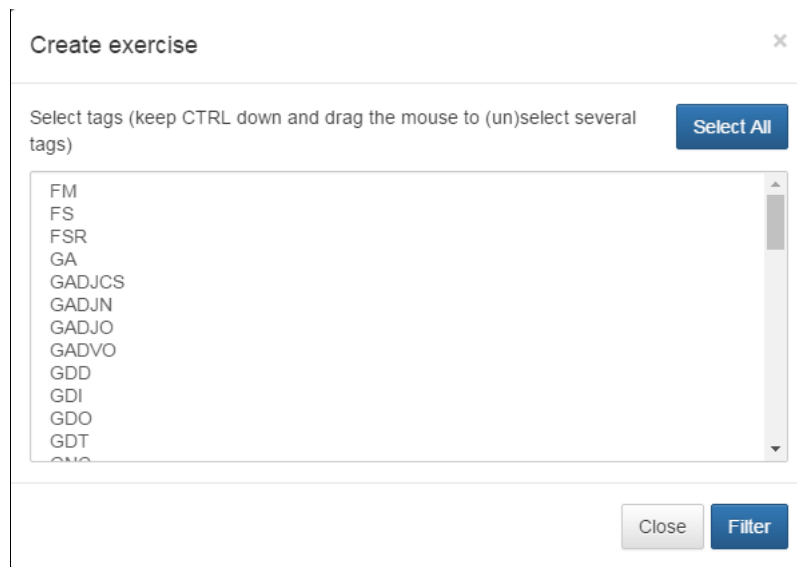 Create exercise ×
Select tags (keep CTRL down and drag the mouse to (un)select several
tags)
Select All
FM
FS
FSR
GA
GADJCS
GADJN
GADJO
GADVO
GDD
GDI
GDO
GDT
Close Filter